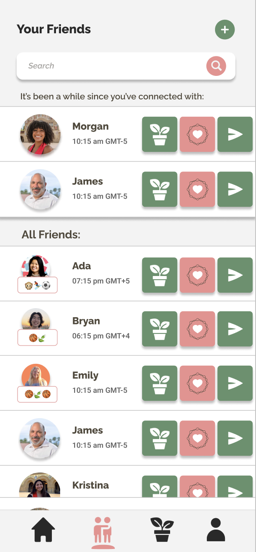 Your Friends
Search
It's been a while since you've connected with:
Morgan
10:15 am GMT-5
James
10:15 am GMT-5
All Friends:
Ada
07:15 pm GMT+5
Bryan
06:15 pm GMT+4
Emily
10:15 am GMT-5
James
10:15 am GMT-5
Kristina